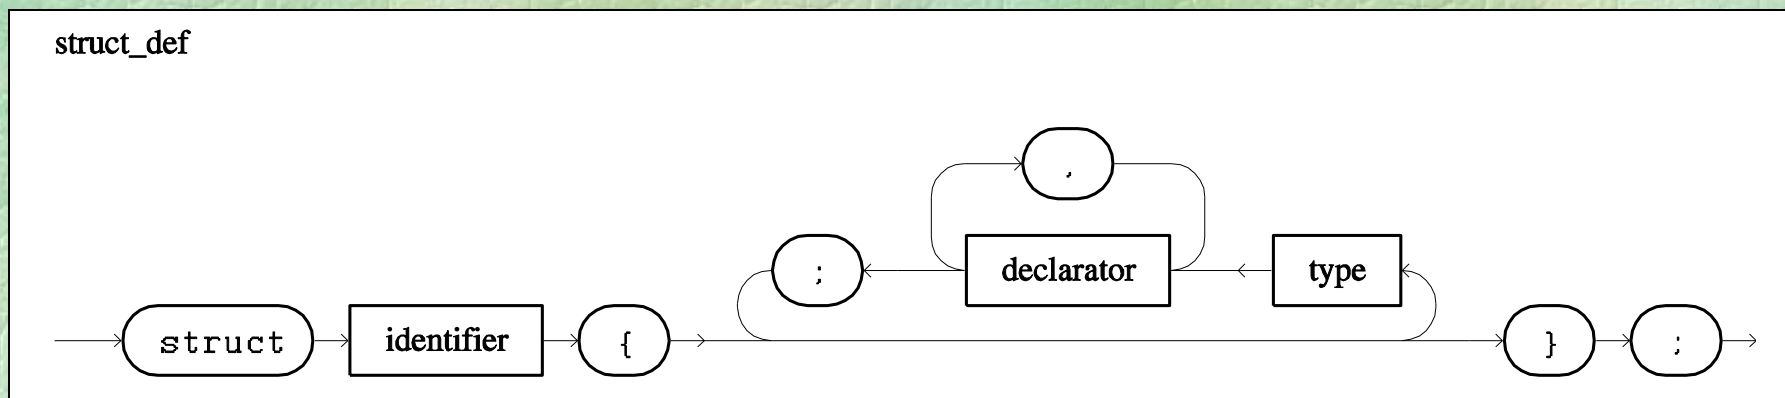 struct_def
,
; declarator type
struct identifier { } ;